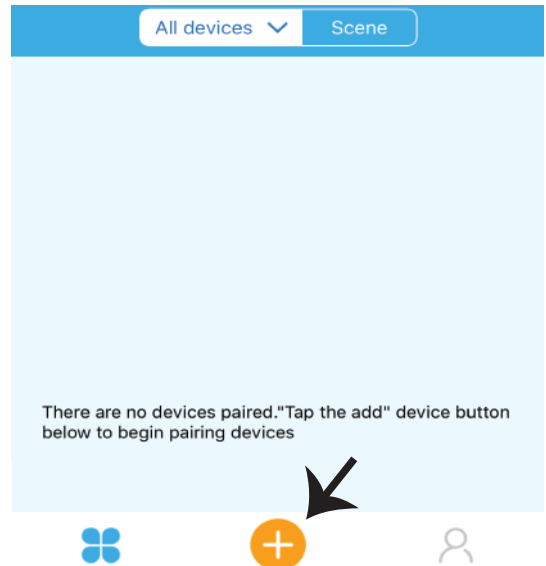 All devices Scene
There are no devices paired."Tap the add" device button
below to begin pairing devices